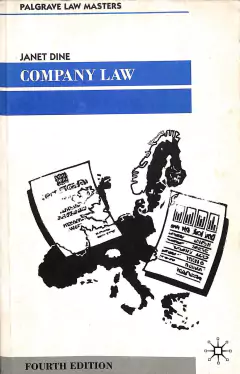 PALGRAVE LAW MASTERS
JANET DINE
COMPANY LAW
FOURTH EDITION